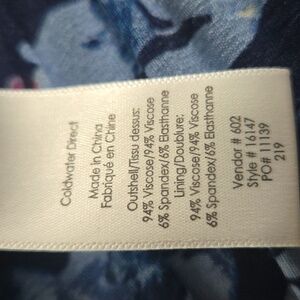 Coldwater Direct
Made in China
Fabriqué en Chine
Outshell/Tissu dessus:
94% Viscose/94% Viscose
6% Spandex/6% Elasthanne
Lining/Doublure:
94% Viscose/94% Viscose
6% Spandex/6% Elasthanne
Vendor # 602
Style # 16147
PO# 11139
219